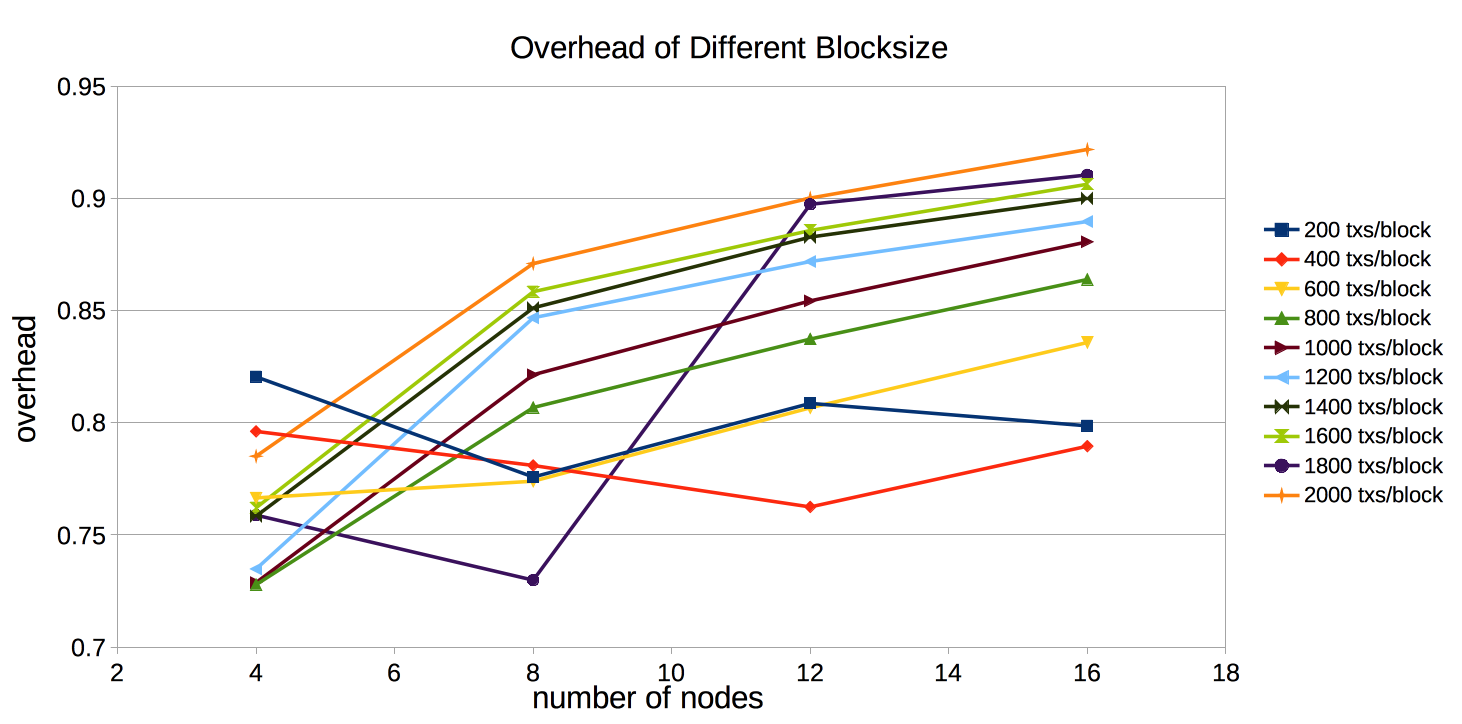 Overhead of Different Blocksize
0.95
0.9
0.85
0.8
0.75
0.7
overhead
2 4 6 8 10 12 14 16 18
number of nodes
200 txs/block
400 txs/block
600 txs/block
800 txs/block
1000 txs/block
1200 txs/block
1400 txs/block
1600 txs/block
1800 txs/block
2000 txs/block